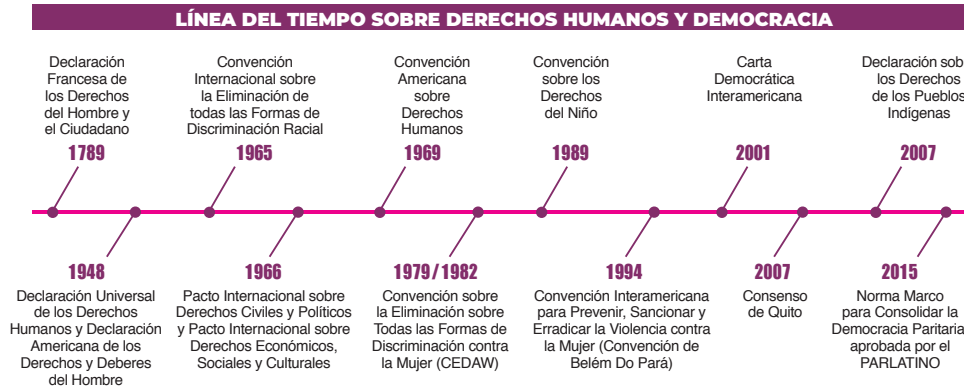 LÍNEA DEL TIEMPO SOBRE DERECHOS HUMANOS Y DEMOCRACIA
Declaración
Francesa de
los Derechos
del Hombre y
el Ciudadano
1789
Convención
Internacional sobre
la Eliminación de
todas las Formas de
Discriminación Racial
1965
Convención
Americana
sobre
Derechos
Humanos
1969
Convención
sobre los
Derechos
del Niño
1989
Carta
Democrática
Interamericana
2001
Declaración sob
los Derechos
de los Pueblos
Indígenas
2007
1948
Declaración Universal
de los Derechos
Humanos y Declaración
Americana de los
Derechos y Deberes
del Hombre
1966
Pacto Internacional sobre
Derechos Civiles y Políticos
y Pacto Internacional sobre
Derechos Económicos,
Sociales y Culturales
1979/1982
Convención sobre
la Eliminación sobre
Todas las Formas de
Discriminación contra
la Mujer (CEDAW)
1994
Convención Interamericana
para Prevenir, Sancionar y
Erradicar la Violencia contra
la Mujer (Convención de
Belém Do Pará)
2007
Consenso
de Quito
2015
Norma Marco
para Consolidar la
Democracia Paritaria
aprobada por el
PARLATINO